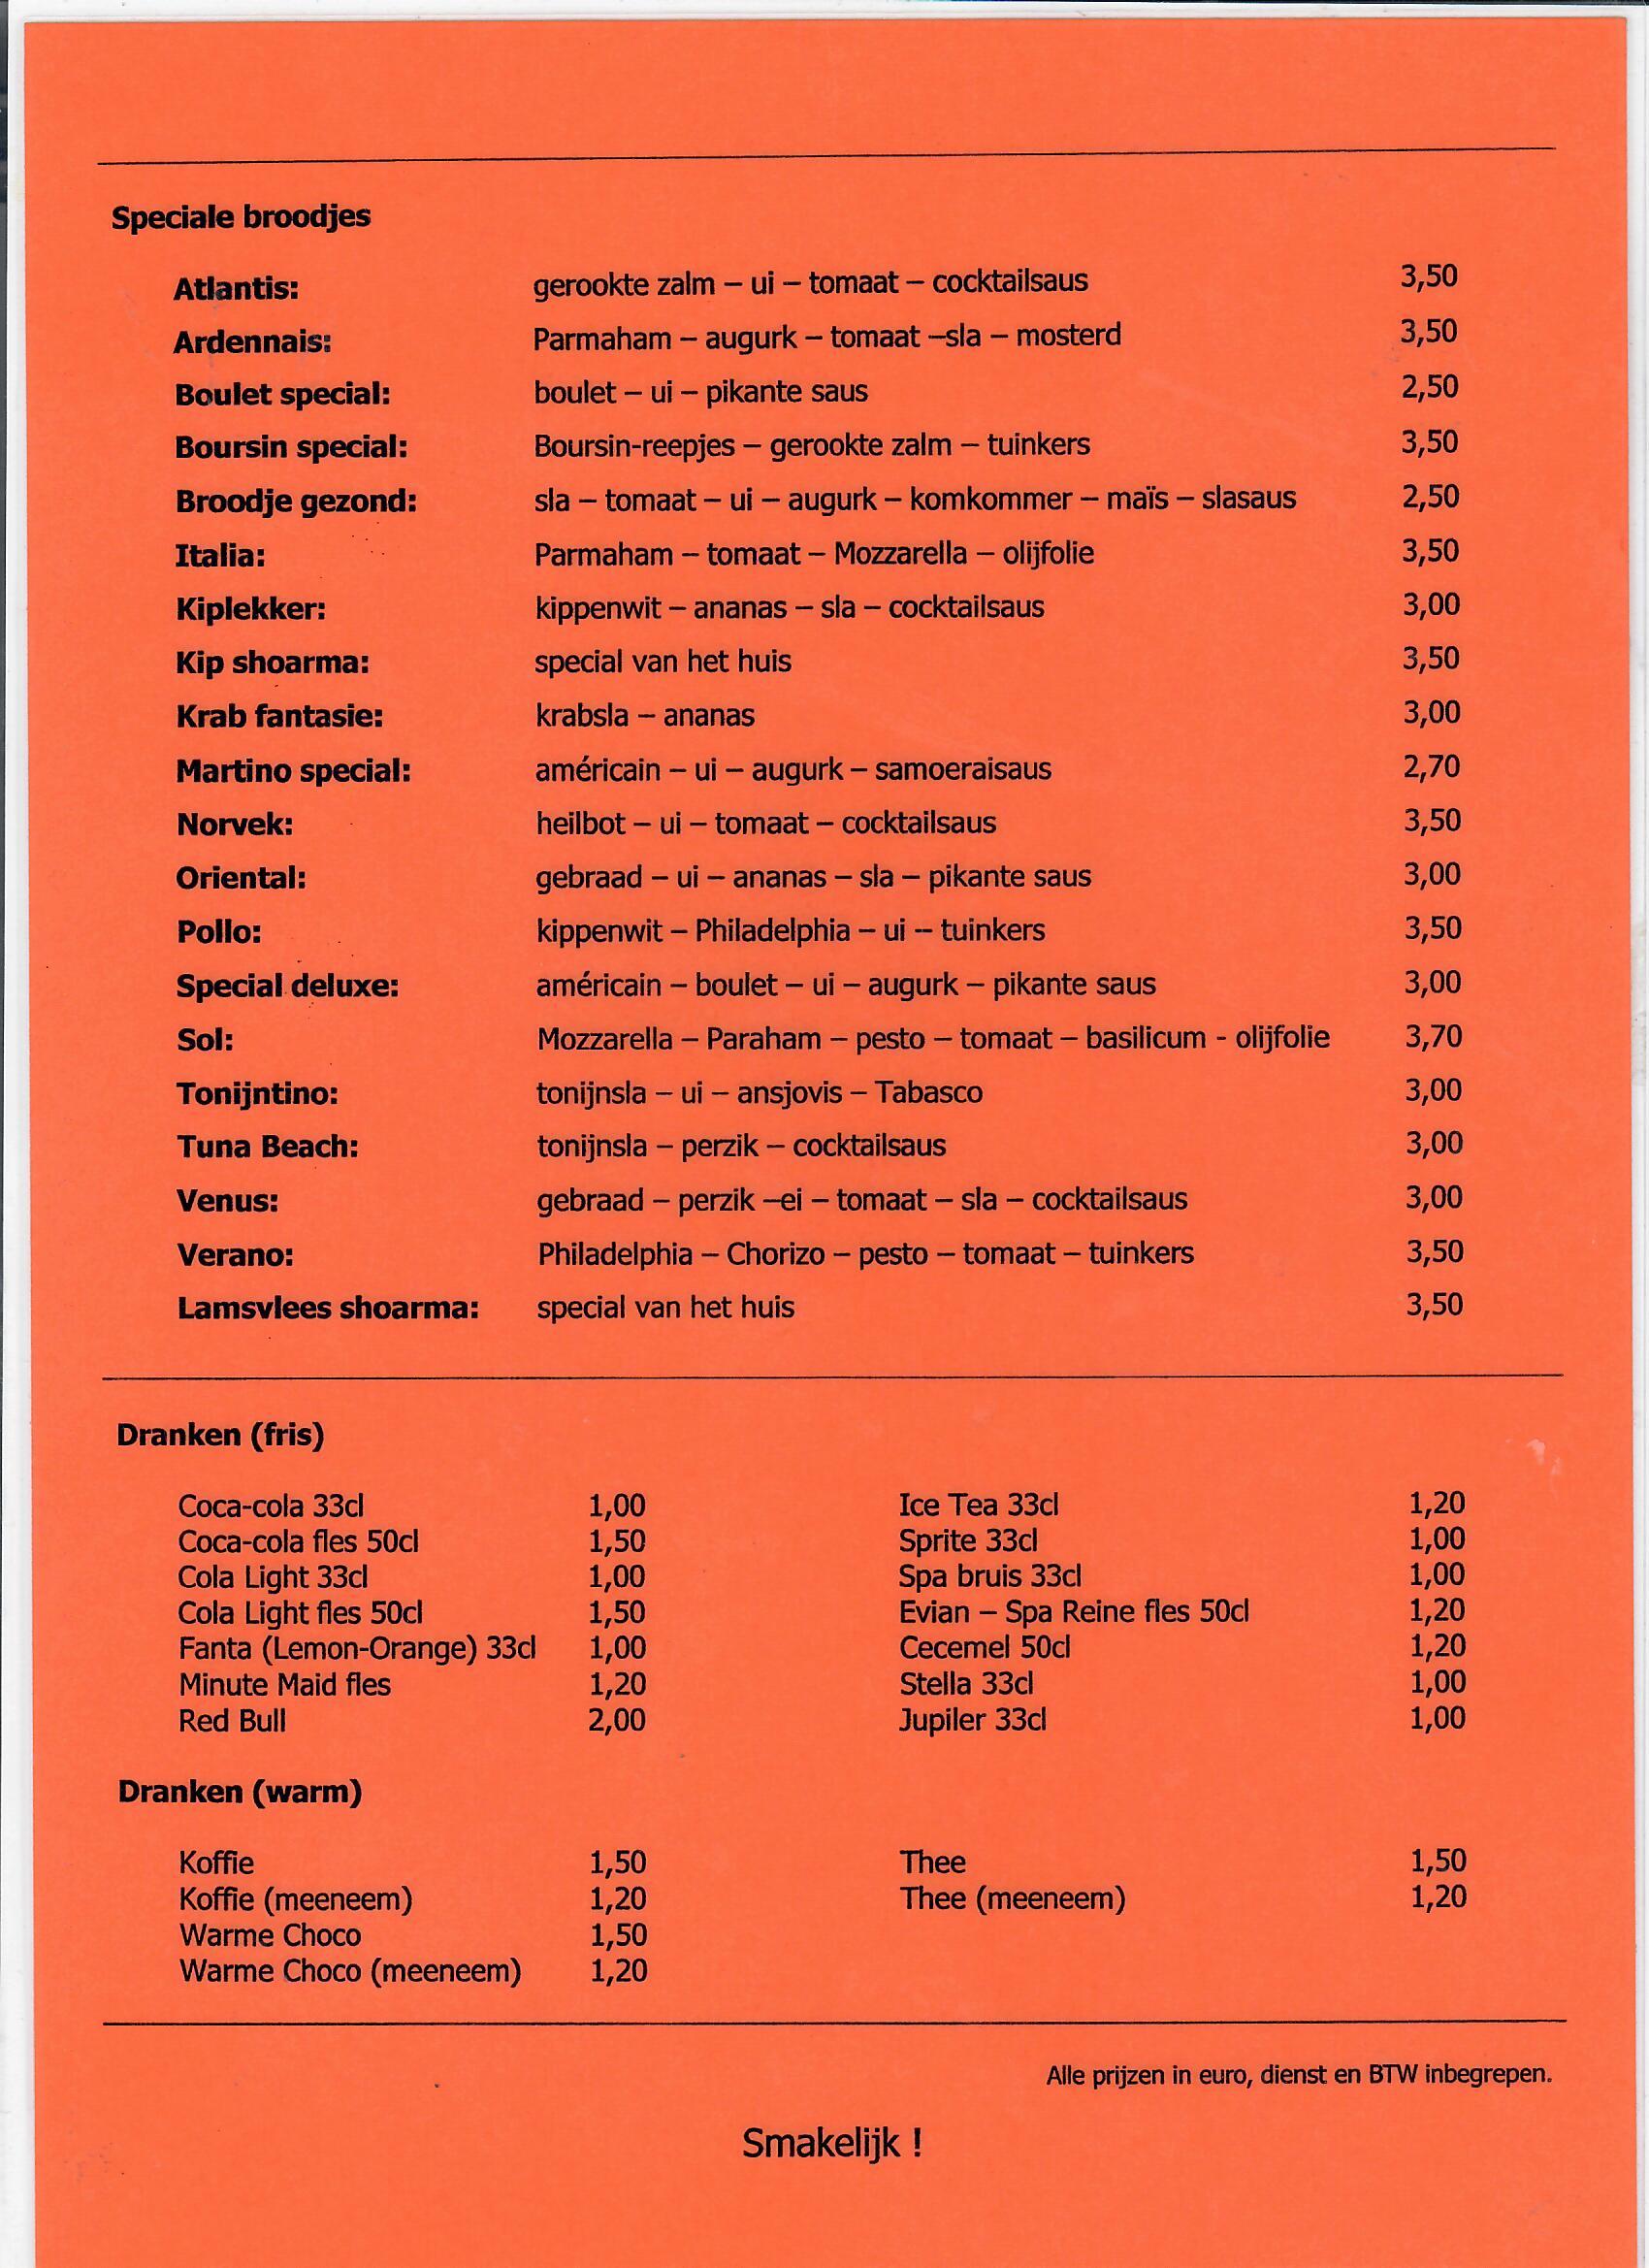 Speciale broodjes
Atlantis: gerookte zalm – ui – tomaat – cocktailsaus 3,50
Ardennais: Parmaham – augurk – tomaat –sla – mosterd 3,50
Boulet special: boulet – ui – pikante saus 2,50
Boursin special: Boursin-reepjes – gerookte zalm – tuinkers 3,50
Broodje gezond: sla – tomaat – ui – augurk – komkommer – maïs – slasaus 2,50
Italia: Parmaham – tomaat – Mozzarella – olijfolie 3,50
Kiplekker: kippenwit – ananas – sla – cocktailsaus 3,00
Kip shoarma: special van het huis 3,50
Krab fantasie: krabsla – ananas 3,00
Martino special: américain – ui – augurk – samoeraisaus 2,70
Norvek: heilbot – ui – tomaat – cocktailsaus 3,50
Oriental: gebraad – ui – ananas – sla – pikante saus 3,00
Pollo: kippenwit – Philadelphia – ui – tuinkers 3,50
Special deluxe: américain – boulet – ui – augurk – pikante saus 3,00
Sol: Mozzarella – Paraham – pesto – tomaat – basilicum - olijfolie 3,70
Tonijntino: tonijnsla – ui – ansjovis – Tabasco 3,00
Tuna Beach: tonijnsla – perzik – cocktailsaus 3,00
Venus: gebraad – perzik –ei – tomaat – sla – cocktailsaus 3,00
Verano: Philadelphia – Chorizo – pesto – tomaat – tuinkers 3,50
Lamsvlees shoarma: special van het huis 3,50
Dranken (fris)
Coca-cola 33cl 1,00 Ice Tea 33cl 1,20
Coca-cola fles 50cl 1,50 Sprite 33cl 1,00
Cola Light 33cl 1,00 Spa bruis 33cl 1,00
Cola Light fles 50cl 1,50 Evian – Spa Reine fles 50cl 1,20
Fanta (Lemon-Orange) 33cl 1,00 Cecemel 50cl 1,20
Minute Maid fles 1,20 Stella 33cl 1,00
Red Bull 2,00 Jupiler 33cl 1,00
Dranken (warm)
Koffie 1,50 Thee 1,50
Koffie (meeneem) 1,20 Thee (meeneem) 1,20
Warme Choco 1,50
Warme Choco (meeneem) 1,20
Alle prijzen in euro, dienst en BTW inbegrepen.
Smakelijk !